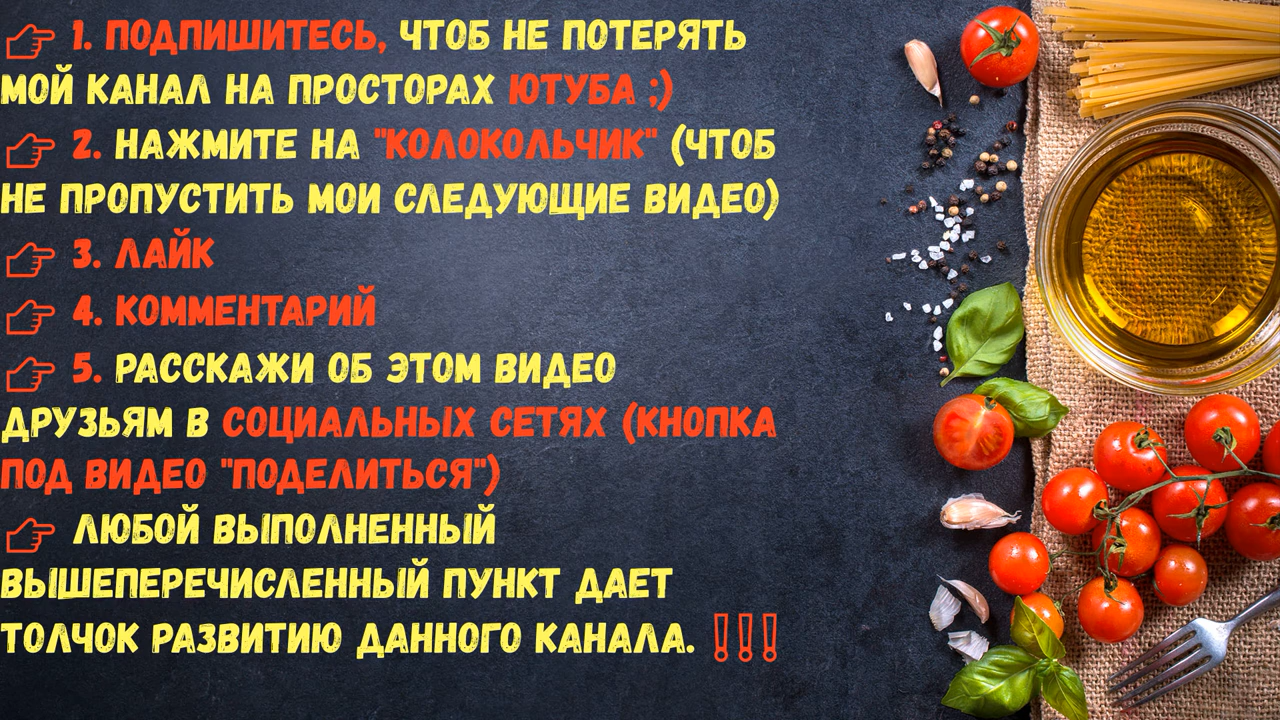 👉 1. ПОДПИШИТЕСЬ, ЧТОБ НЕ ПОТЕРЯТЬ
МОЙ КАНАЛ НА ПРОСТОРАХ ЮТУБА ;)
👉 2. НАЖМИТЕ НА "КОЛОКОЛЬЧИК" (ЧТОБ
НЕ ПРОПУСТИТЬ МОИ СЛЕДУЮЩИЕ ВИДЕО)
👉 3. ЛАЙК
👉 4. КОММЕНТАРИЙ
👉 5. РАССКАЖИ ОБ ЭТОМ ВИДЕО
ДРУЗЬЯМ В СОЦИАЛЬНЫХ СЕТЯХ (КНОПКА
ПОД ВИДЕО "ПОДЕЛИТЬСЯ")
👉 ЛЮБОЙ ВЫПОЛНЕННЫЙ
ВЫШЕПЕРЕЧИСЛЕННЫЙ ПУНКТ ДАЕТ
ТОЛЧОК РАЗВИТИЮ ДАННОГО КАНАЛА. !!!